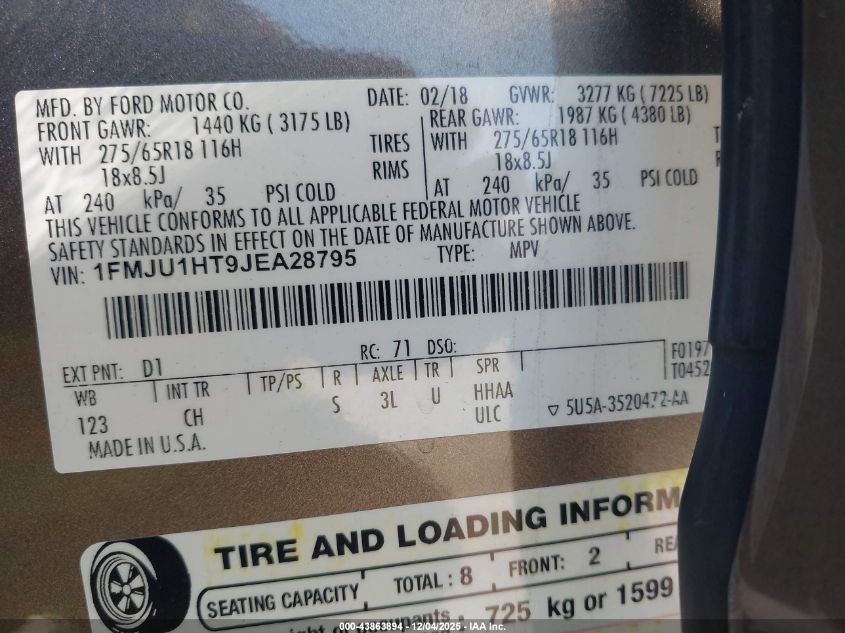 MFD. BY FORD MOTOR CO. DATE: 02/18 GVWR: 3277 KG ( 7225 LB)
FRONT GAWR: 1440 KG ( 3175 LB) REAR GAWR: 1987 KG ( 4380 LB)
WITH 275/65R18 116H TIRES WITH 275/65R18 116H
18x8.5J RIMS 18x8.5J
AT 240 kPa/ 35 PSI COLD AT 240 kPa/ 35 PSI COLD
THIS VEHICLE CONFORMS TO ALL APPLICABLE FEDERAL MOTOR VEHICLE
SAFETY STANDARDS IN EFFECT ON THE DATE OF MANUFACTURE SHOWN ABOVE.
VIN: 1FMJU1HT9JEA28795 TYPE: MPV
EXT PNT: D1 RC: 71 DSO: F0197
WB INT TR TP/PS R AXLE TR SPR T0452
123 CH S 3L U HHAA
ULC ▽ 5U5A-3520472-AA
MADE IN U.S.A.
TIRE AND LOADING INFORM
SEATING CAPACITY TOTAL : 8 FRONT: 2 REA
725 kg or 1599
000-43863894 - 12/04/2025 - IAA Inc.